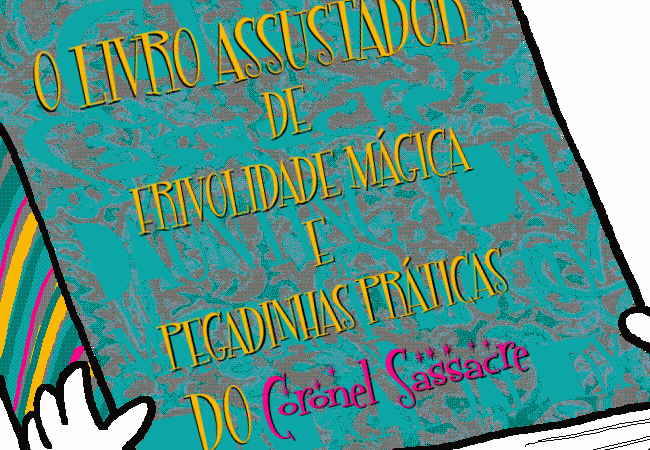 O LIVRO ASSUSTADOR
DE
FRIVOLIDADE MÁGICA
E
PEGADINHAS PRÁTICAS
DO Coronel Sassacre